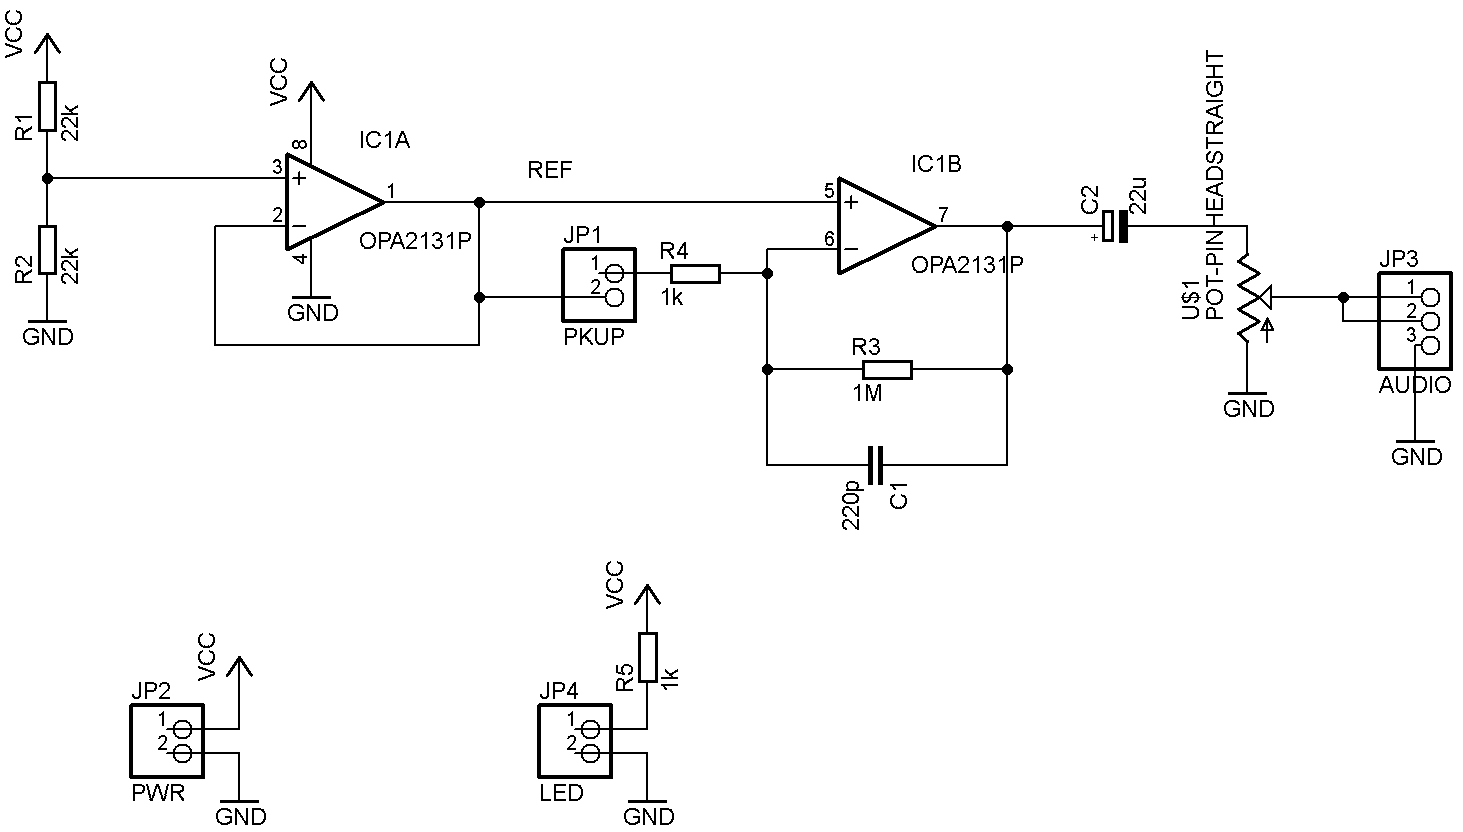 VCC
R1
22k
R2
22k
GND
VCC
8
IC1A
3
+
1
2
-
4
OPA2131P
GND
REF
JP1
1
2
PKUP
R4
1k
IC1B
5
+
7
6
-
OPA2131P
R3
1M
220p
C1
C2
22u
+
U$1
POT-PINHEADSTRAIGHT
GND
JP3
1
2
3
AUDIO
GND
VCC
JP2
1
2
PWR
GND
VCC
R5
1k
JP4
1
2
LED
GND